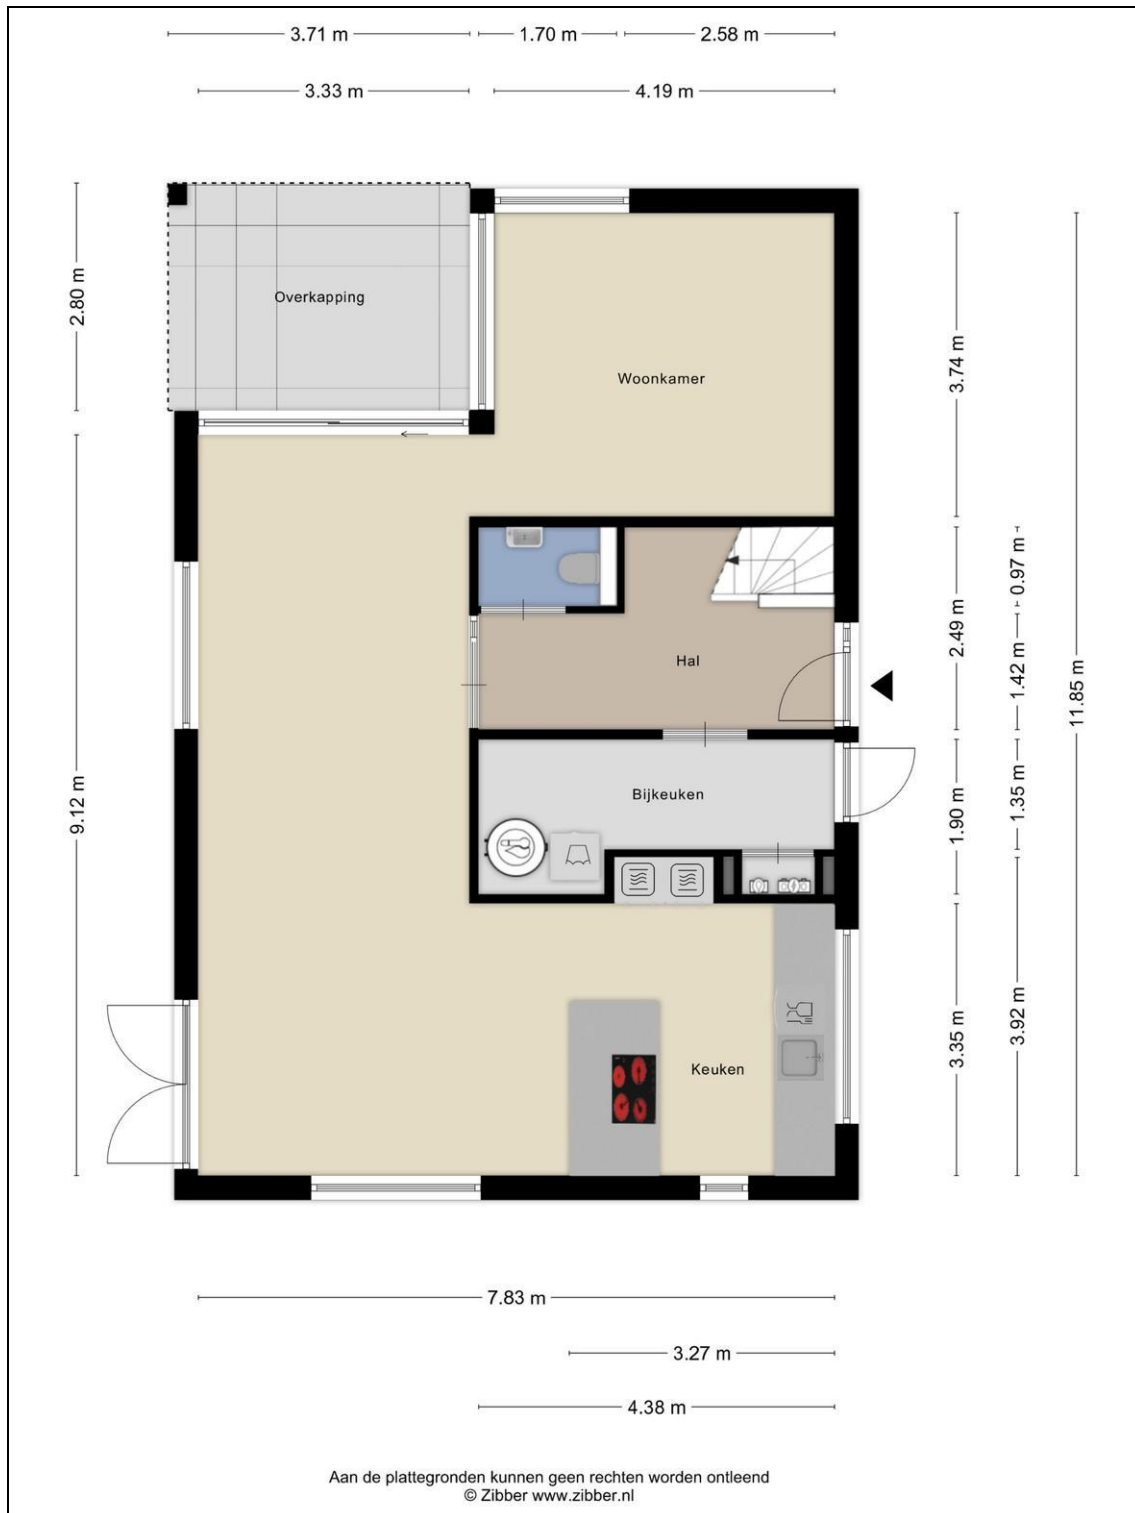 3.71 m 1.70 m 2.58 m
3.33 m 4.19 m
2.80 m
Overkapping
3.74 m
Woonkamer
0.97 m
2.49 m
Hal
1.42 m
11.85 m
9.12 m
Bijkeuken
1.35 m
1.90 m
3.92 m
3.35 m
Keuken
7.83 m
3.27 m
4.38 m
Aan de plattegronden kunnen geen rechten worden ontleend
© Zibber www.zibber.nl